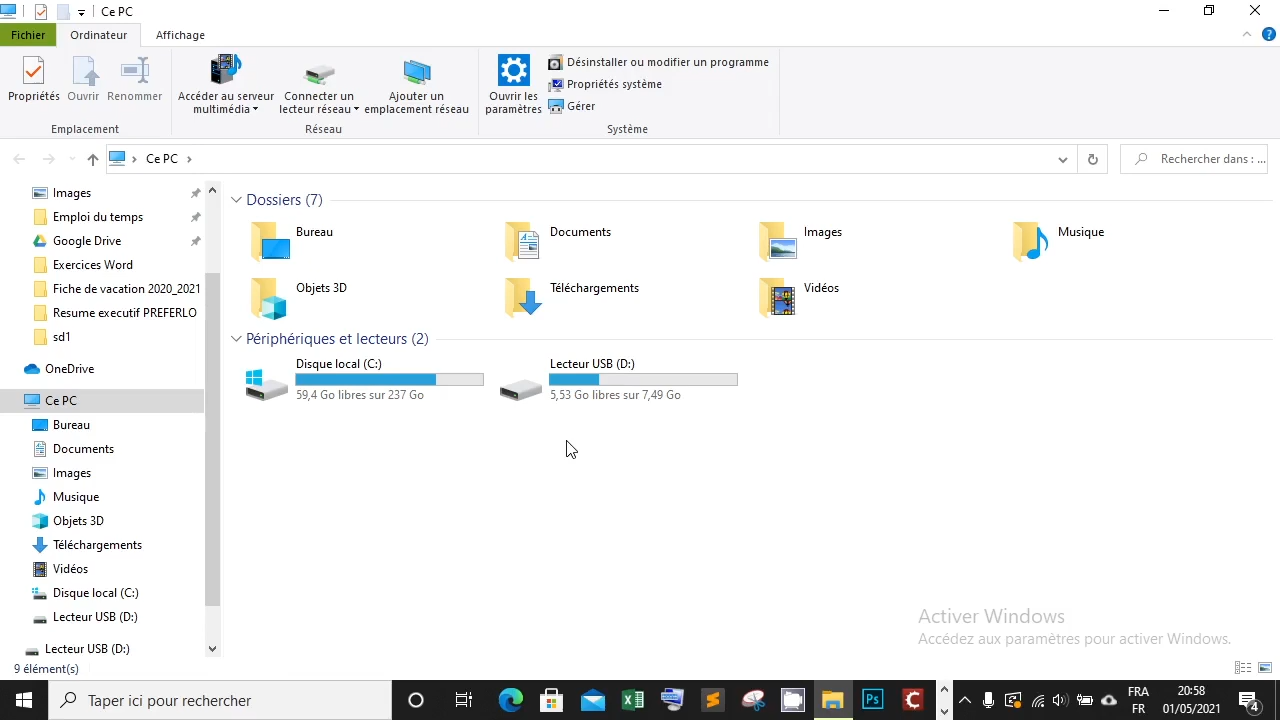 Ce PC
Fichier
Ordinateur
Affichage
Propriétés
Ouvrir
Renommer
Accéder au serveur
multimédia
Connecter un
lecteur réseau
Ajouter un
emplacement réseau
Ouvrir les
paramètres
Désinstaller ou modifier un programme
Propriétés système
Gérer
Emplacement
Réseau
Système
Ce PC
Rechercher dans : ...
Images
Emploi du temps
Google Drive
Exercices Word
Fiche de vacation 2020_2021
Resume executif PREFERLO
sd1
OneDrive
Ce PC
Bureau
Documents
Images
Musique
Objets 3D
Téléchargements
Vidéos
Disque local (C:)
Lecteur USB (D:)
Lecteur USB (D:)
Dossiers (7)
Bureau
Documents
Images
Musique
Objets 3D
Téléchargements
Vidéos
Périphériques et lecteurs (2)
Disque local (C:)
59,4 Go libres sur 237 Go
Lecteur USB (D:)
5,53 Go libres sur 7,49 Go
Activer Windows
Accédez aux paramètres pour activer Windows.
9 élément(s)
Taper ici pour rechercher
Ps
FRA
FR
20:58
01/05/2021
4